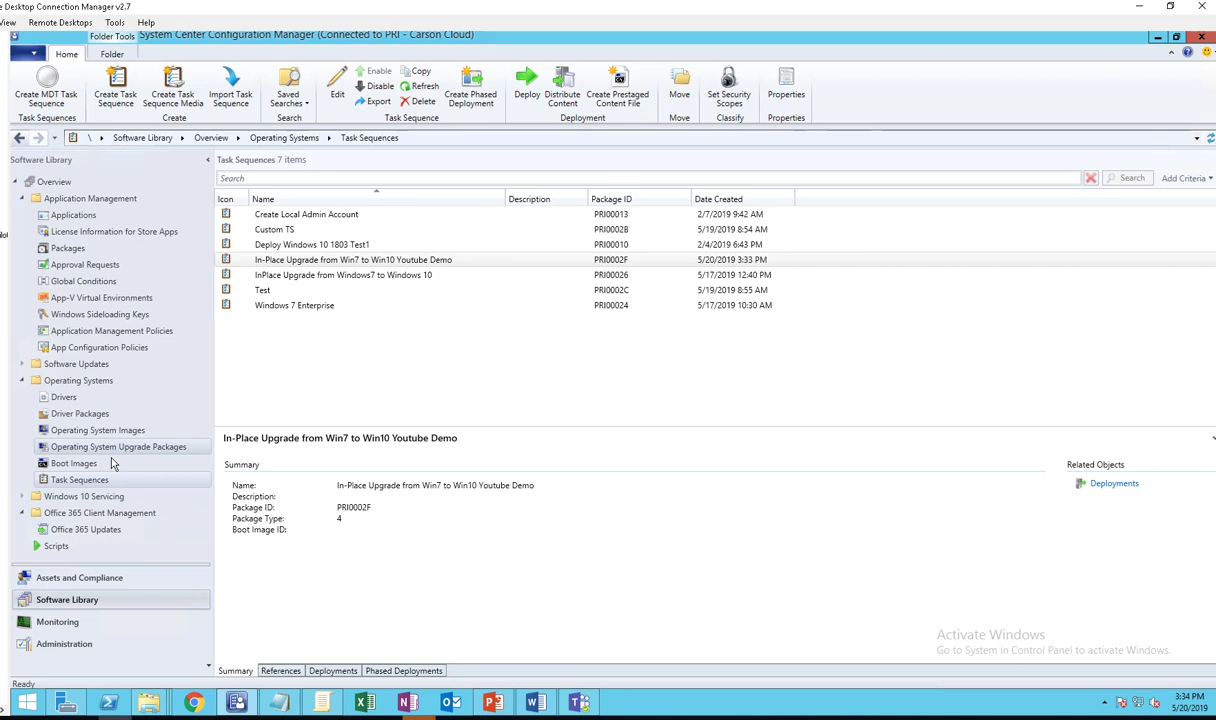 e Desktop Connection Manager v2.7
View Remote Desktops Tools Help
Folder Tools System Center Configuration Manager (Connected to PRI - Carson Cloud)
Home Folder
Create MDT Task Sequence
Create Task Sequence
Create Task Sequence Media
Import Task Sequence
Saved Searches
Edit
Enable
Disable
Export
Copy
Refresh
Delete
Create Phased Deployment
Deploy
Distribute Content
Create Prestaged Content File
Move
Set Security Scopes
Properties
Task Sequences Create Search Task Sequence Deployment Move Classify Properties
\ Software Library Overview Operating Systems Task Sequences
Software Library
Overview
Application Management
Applications
License Information for Store Apps
Packages
Approval Requests
Global Conditions
App-V Virtual Environments
Windows Sideloading Keys
Application Management Policies
App Configuration Policies
Software Updates
Operating Systems
Drivers
Driver Packages
Operating System Images
Operating System Upgrade Packages
Boot Images
Task Sequences
Windows 10 Servicing
Office 365 Client Management
Office 365 Updates
Scripts
Assets and Compliance
Software Library
Monitoring
Administration
Task Sequences 7 items
Search Search Add Criteria
Icon Name Description Package ID Date Created
Create Local Admin Account PRI00013 2/7/2019 9:42 AM
Custom TS PRI0002B 5/19/2019 8:54 AM
Deploy Windows 10 1803 Test1 PRI00010 2/4/2019 6:43 PM
In-Place Upgrade from Win7 to Win10 Youtube Demo PRI0002F 5/20/2019 3:33 PM
InPlace Upgrade from Windows7 to Windows 10 PRI00026 5/17/2019 12:40 PM
Test PRI0002C 5/19/2019 8:55 AM
Windows 7 Enterprise PRI00024 5/17/2019 10:30 AM
In-Place Upgrade from Win7 to Win10 Youtube Demo
Summary
Name: In-Place Upgrade from Win7 to Win10 Youtube Demo
Description:
Package ID: PRI0002F
Package Type: 4
Boot Image ID:
Related Objects
Deployments
Activate Windows
Go to System in Control Panel to activate Windows.
Summary References Deployments Phased Deployments
Ready
3:34 PM
5/20/2019